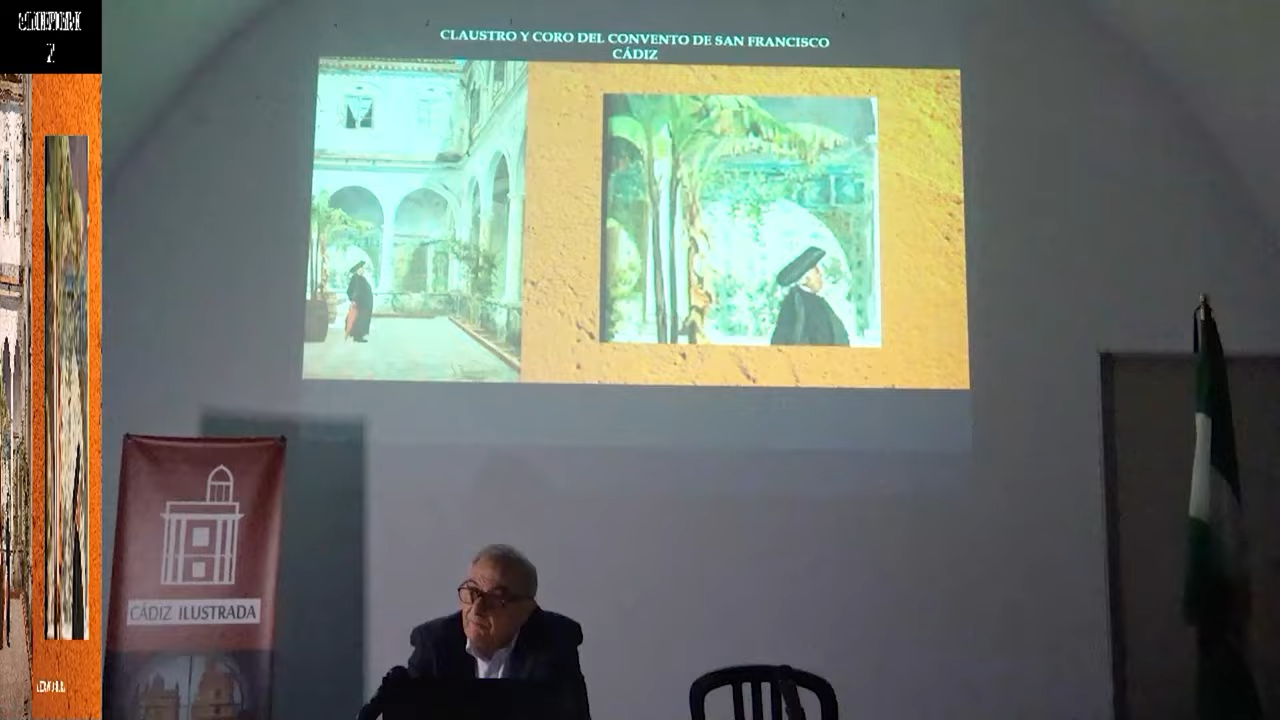 CLAUSTRO Y CORO DEL CONVENTO DE SAN FRANCISCO
CÁDIZ
CÁDIZ ILUSTRADA